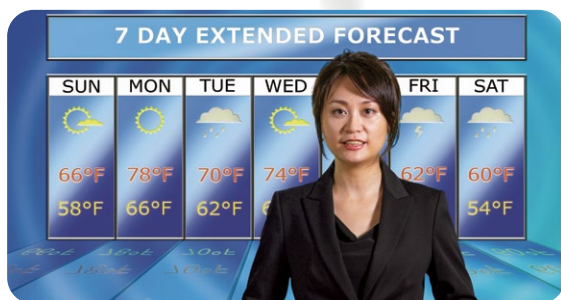 7 DAY EXTENDED FORECAST
SUN MON TUE WED FRI SAT
66°F 78°F 70°F 74°F 62°F 60°F
58°F 66°F 62°F 54°F